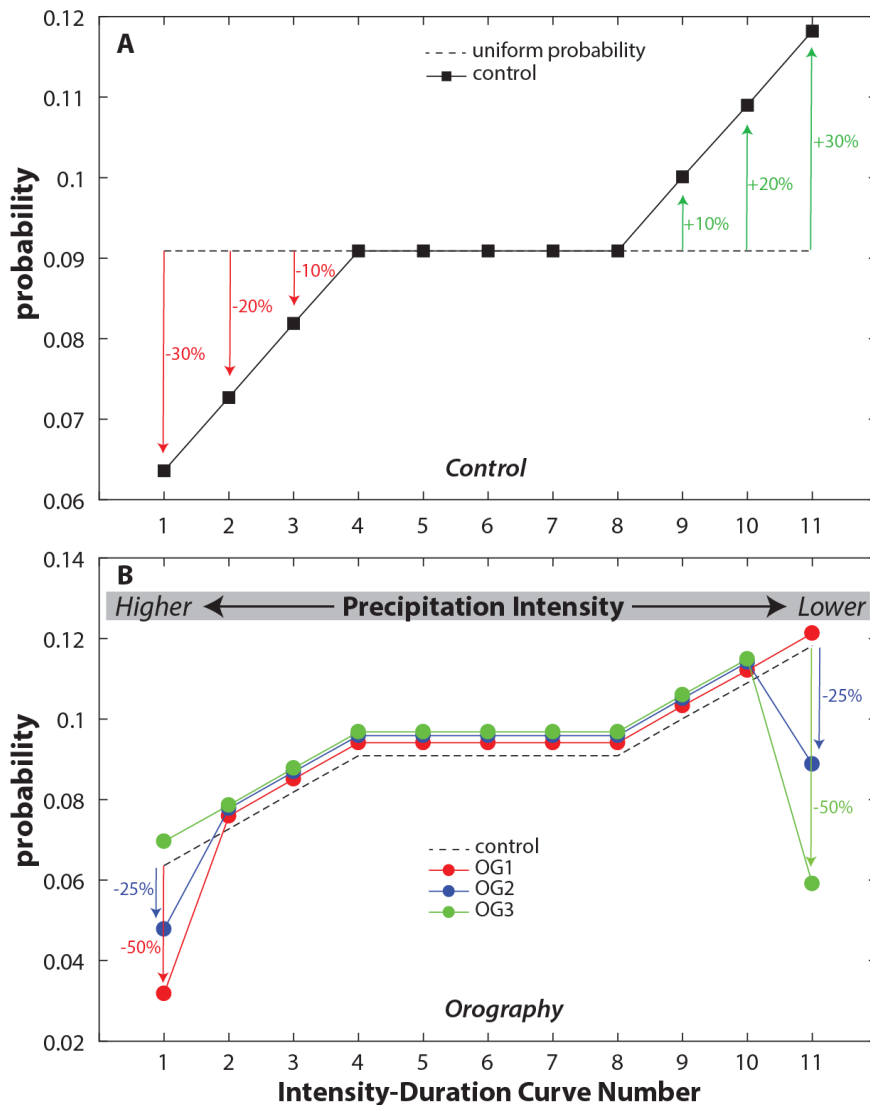 A
uniform probability
control
probability
0.12
0.11
0.1
0.09
0.08
0.07
0.06
-30%
-20%
-10%
+10%
+20%
+30%
Control
1 2 3 4 5 6 7 8 9 10 11
B
Higher Precipitation Intensity Lower
probability
0.14
0.12
0.1
0.08
0.06
0.04
0.02
-25%
-50%
-25%
-50%
control
OG1
OG2
OG3
Orography
1 2 3 4 5 6 7 8 9 10 11
Intensity-Duration Curve Number